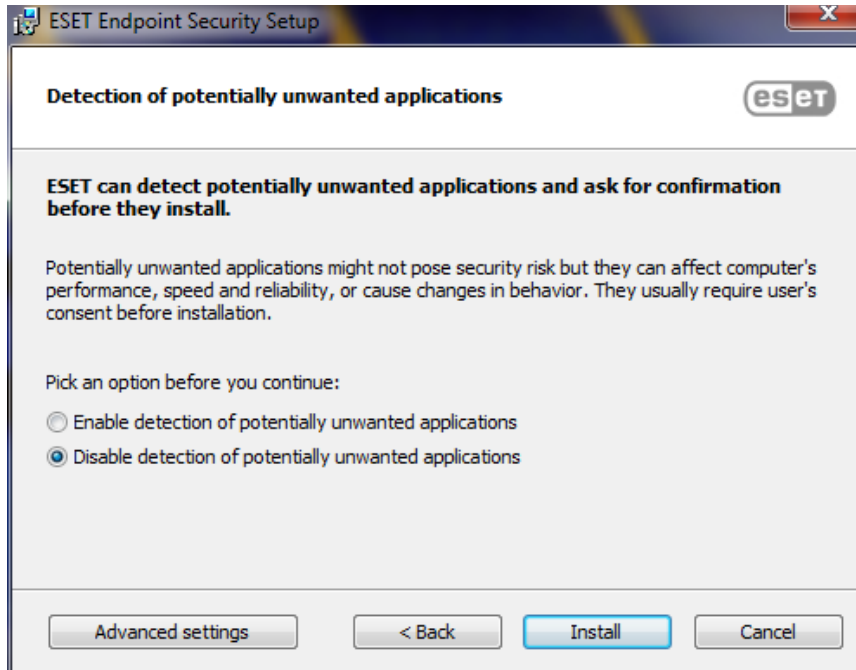 ESET Endpoint Security Setup
Detection of potentially unwanted applications
eset
ESET can detect potentially unwanted applications and ask for confirmation
before they install.
Potentially unwanted applications might not pose security risk but they can affect computer's
performance, speed and reliability, or cause changes in behavior. They usually require user's
consent before installation.
Pick an option before you continue:
Enable detection of potentially unwanted applications
Disable detection of potentially unwanted applications
Advanced settings
< Back
Install
Cancel